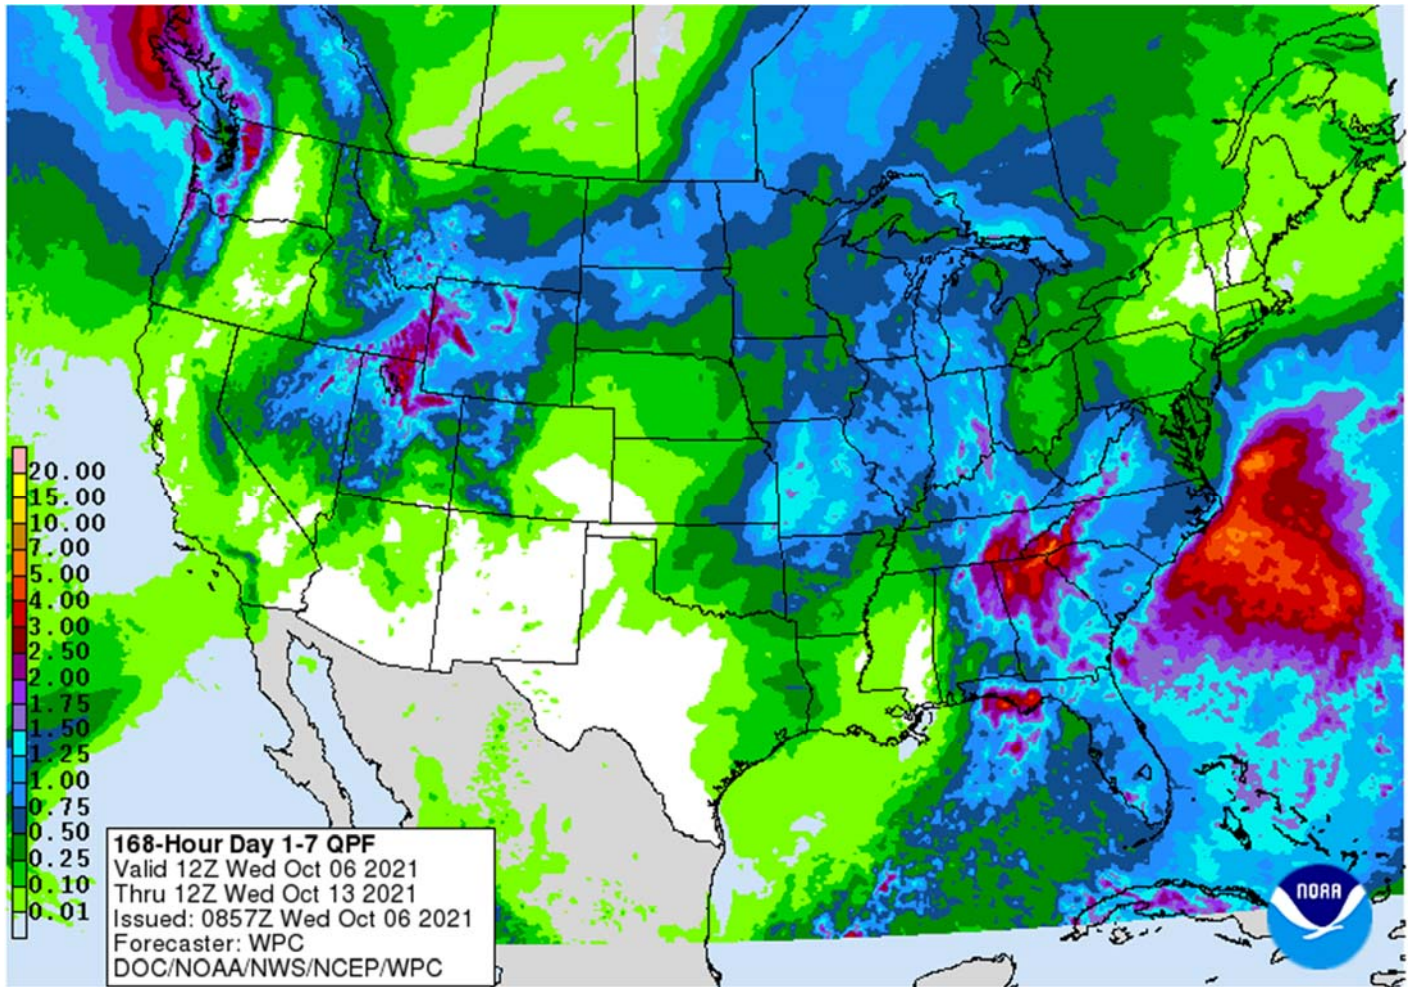 20.00
15.00
10.00
7.00
5.00
4.00
3.00
2.50
2.00
1.75
1.50
1.25
1.00
0.75
0.50
0.25
0.10
0.01
168-Hour Day 1-7 QPF
Valid 12Z Wed Oct 06 2021
Thru 12Z Wed Oct 13 2021
Issued: 0857Z Wed Oct 06 2021
Forecaster: WPC
DOC/NOAA/NWS/NCEP/WPC
NOAA